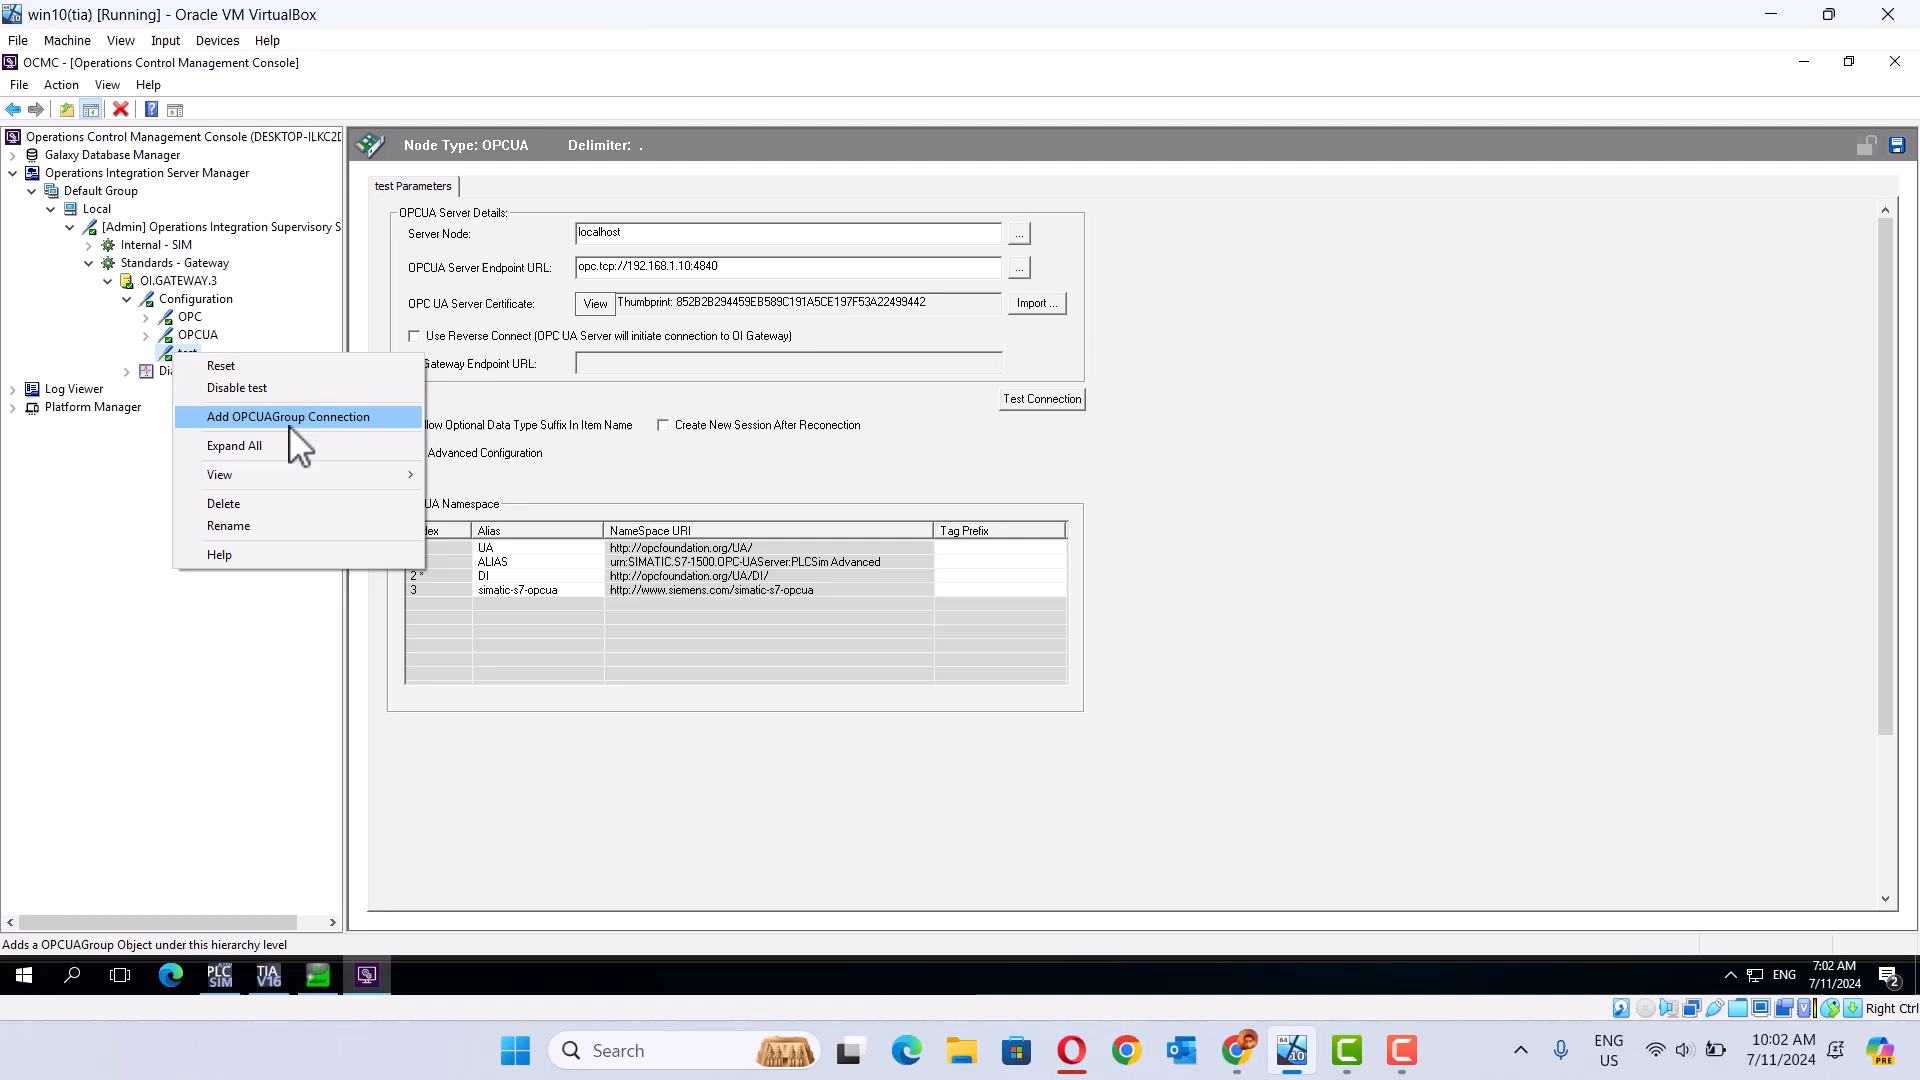 win10(tia) [Running] - Oracle VM VirtualBox
File Machine View Input Devices Help
OCMC - [Operations Control Management Console]
File Action View Help
Operations Control Management Console (DESKTOP-ILKC2D
Galaxy Database Manager
Operations Integration Server Manager
Default Group
Local
[Admin] Operations Integration Supervisory S
Internal - SIM
Standards - Gateway
OI.GATEWAY.3
Configuration
OPC
OPCUA
test
Dia
Log Viewer
Platform Manager
Reset
Disable test
Add OPCUAGroup Connection
Expand All
View
Delete
Rename
Help
Node Type: OPCUA Delimiter: .
test Parameters
OPCUA Server Details:
Server Node: localhost ...
OPCUA Server Endpoint URL: opc.tcp://192.168.1.10:4840 ...
OPC UA Server Certificate: View Thumbprint: 852B2B294459EB589C191A5CE197F53A22499442 Import ...
Use Reverse Connect (OPC UA Server will initiate connection to OI Gateway)
Gateway Endpoint URL:
Test Connection
low Optional Data Type Suffix In Item Name Create New Session After Reconection
Advanced Configuration
UA Namespace
dex Alias NameSpace URI Tag Prefix
UA http://opcfoundation.org/UA/
ALIAS urn:SIMATIC.S7-1500.OPC-UAServer:PLCSim Advanced
2 * DI http://opcfoundation.org/UA/DI/
3 simatic-s7-opcua http://www.siemens.com/simatic-s7-opcua
Adds a OPCUAGroup Object under this hierarchy level
PLC SIM TIA V16 ENG 7:02 AM 7/11/2024 2
Right Ctrl
Search ENG US 10:02 AM 7/11/2024 PRE